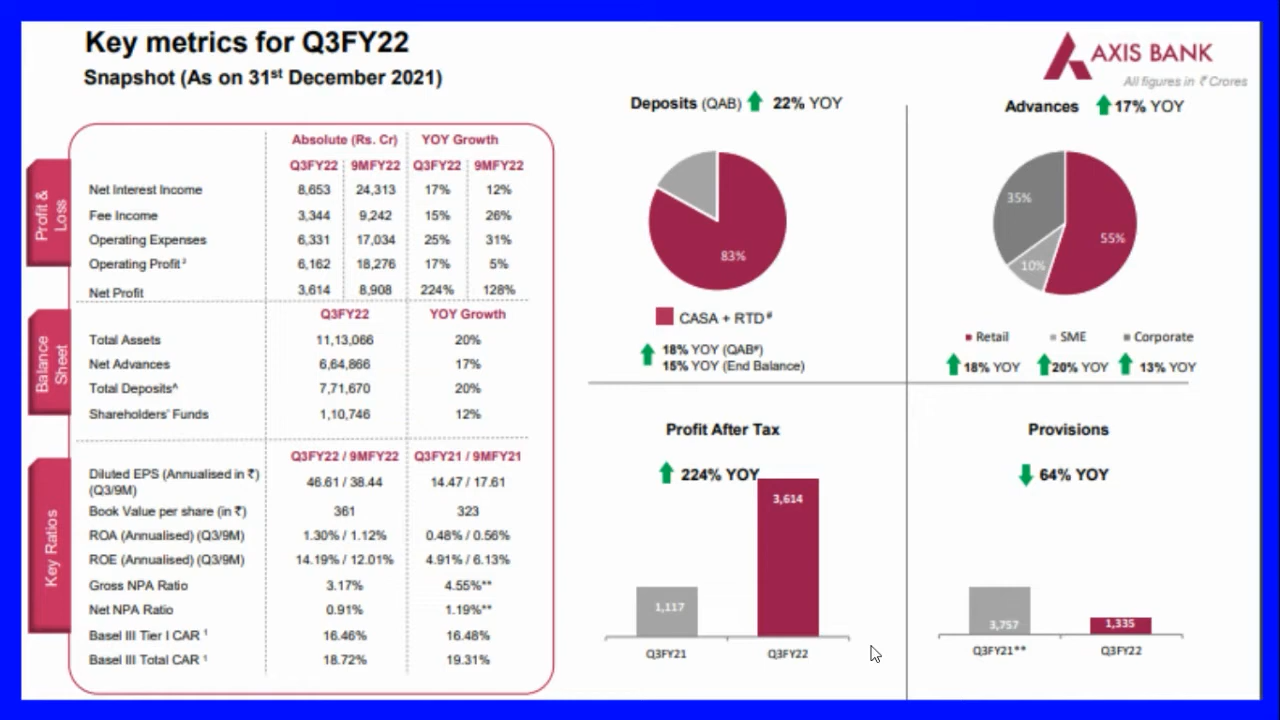 Key metrics for Q3FY22
Snapshot (As on 31st December 2021)
AXIS BANK
All figures in ₹ Crores
Profit &
Loss
Absolute (Rs. Cr) YOY Growth
Q3FY22 9MFY22 Q3FY22 9MFY22
Net Interest Income 8,653 24,313 17% 12%
Fee Income 3,344 9,242 15% 26%
Operating Expenses 6,331 17,034 25% 31%
Operating Profit² 6,162 18,276 17% 5%
Net Profit 3,614 8,908 224% 128%
Balance
Sheet
Q3FY22 YOY Growth
Total Assets 11,13,066 20%
Net Advances 6,64,866 17%
Total Deposits^ 7,71,670 20%
Shareholders' Funds 1,10,746 12%
Key Ratios
Q3FY22 / 9MFY22 Q3FY21 / 9MFY21
Diluted EPS (Annualised in ₹)
(Q3/9M) 46.61 / 38.44 14.47 / 17.61
Book Value per share (in ₹) 361 323
ROA (Annualised) (Q3/9M) 1.30% / 1.12% 0.48% / 0.56%
ROE (Annualised) (Q3/9M) 14.19% / 12.01% 4.91% / 6.13%
Gross NPA Ratio 3.17% 4.55%**
Net NPA Ratio 0.91% 1.19%**
Basel III Tier I CAR ¹ 16.46% 16.48%
Basel III Total CAR ¹ 18.72% 19.31%
Deposits (QAB) 22% YOY
83%
CASA + RTD#
18% YOY (QAB#)
15% YOY (End Balance)
Advances 17% YOY
35%
55%
10%
Retail SME Corporate
18% YOY 20% YOY 13% YOY
Profit After Tax
224% YOY
3,614
1,117
Q3FY21 Q3FY22
Provisions
64% YOY
3,757 1,335
Q3FY21** Q3FY22